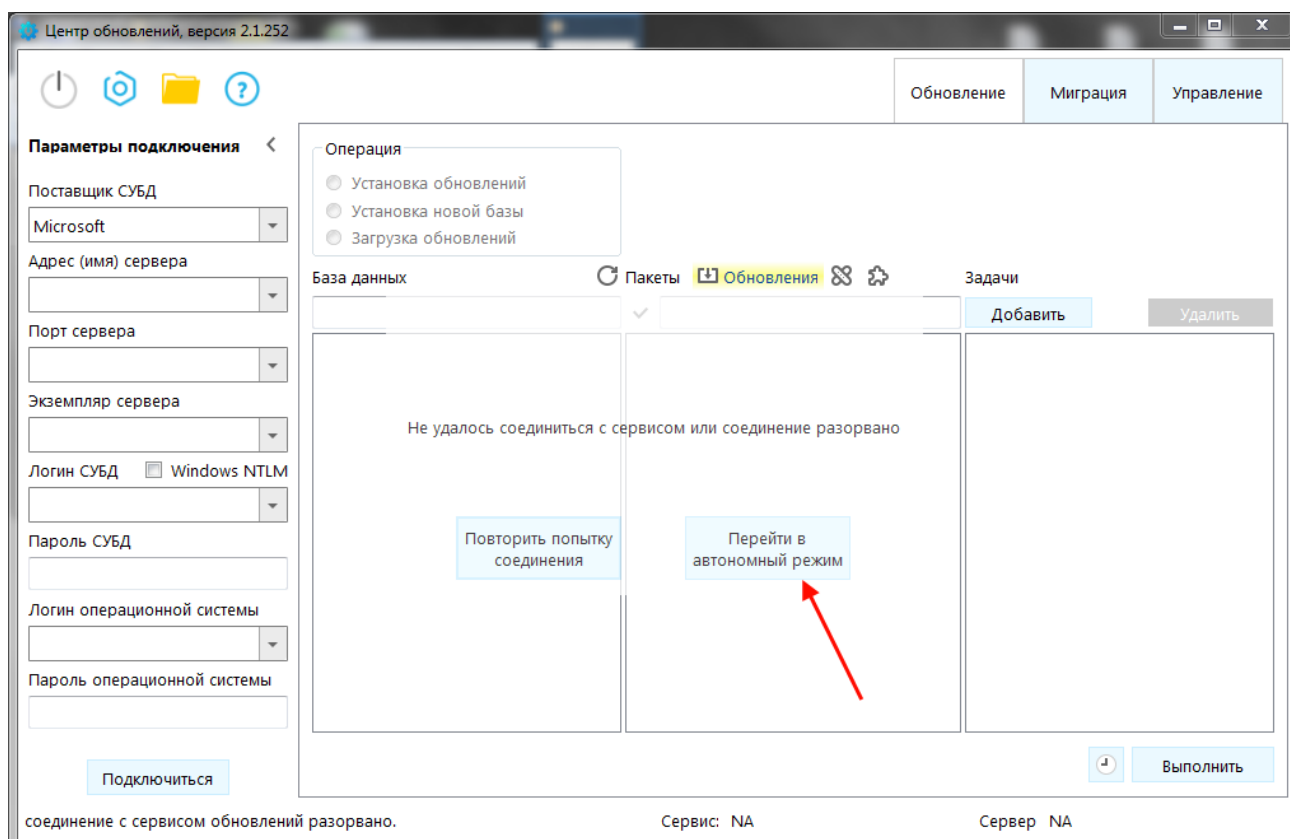 Центр обновлений, версия 2.1.252
Обновление
Миграция
Управление
Параметры подключения
Поставщик СУБД
Microsoft
Адрес (имя) сервера
Порт сервера
Экземпляр сервера
Логин СУБД
Windows NTLM
Пароль СУБД
Логин операционной системы
Пароль операционной системы
Подключиться
Операция
Установка обновлений
Установка новой базы
Загрузка обновлений
База данных
Пакеты
Обновления
Задачи
Добавить
Удалить
Не удалось соединиться с сервисом или соединение разорвано
Повторить попытку
соединения
Перейти в
автономный режим
Выполнить
соединение с сервисом обновлений разорвано.
Сервис: NA
Сервер NA